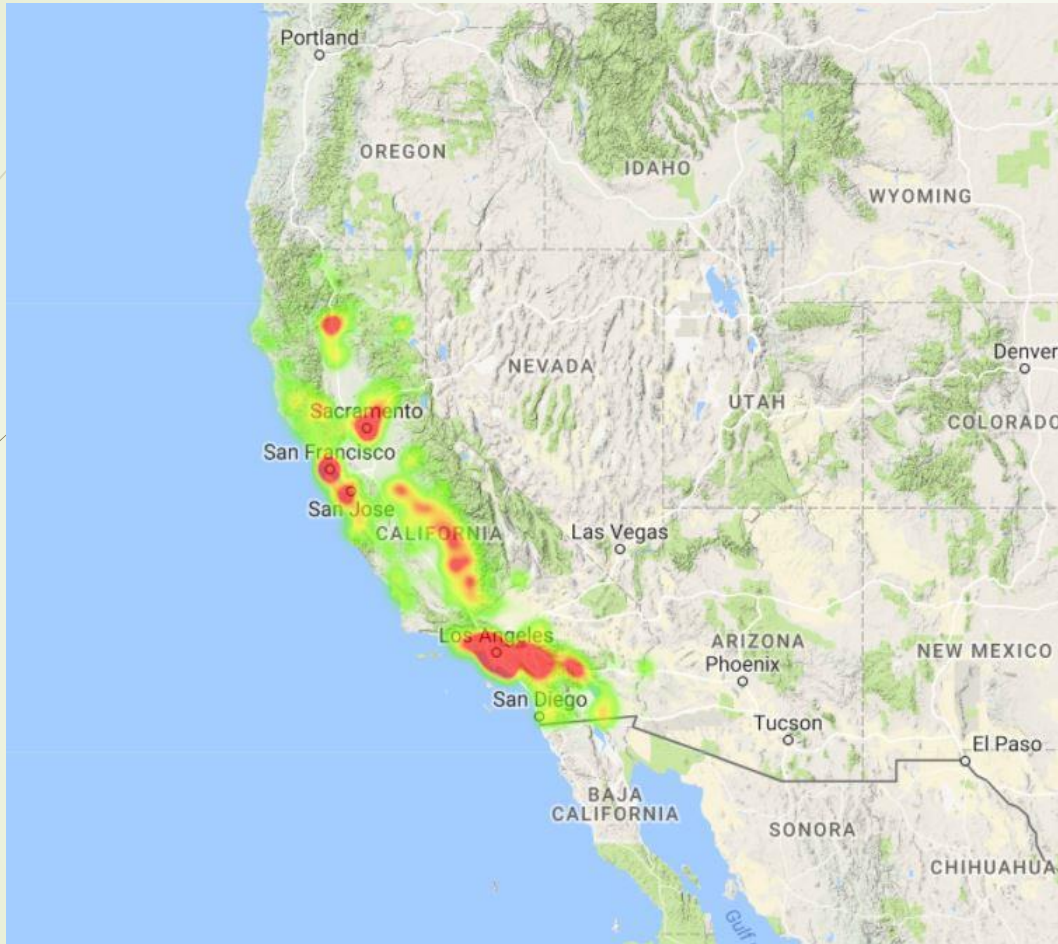 Portland
OREGON
IDAHO
WYOMING
NEVADA
Denver
UTAH
Sacramento
COLORADO
San Francisco
San Jose
CALIFORNIA
Las Vegas
Los Angeles
ARIZONA
NEW MEXICO
Phoenix
San Diego
Tucson
El Paso
BAJA
CALIFORNIA
SONORA
CHIHUAHUA
Gulf